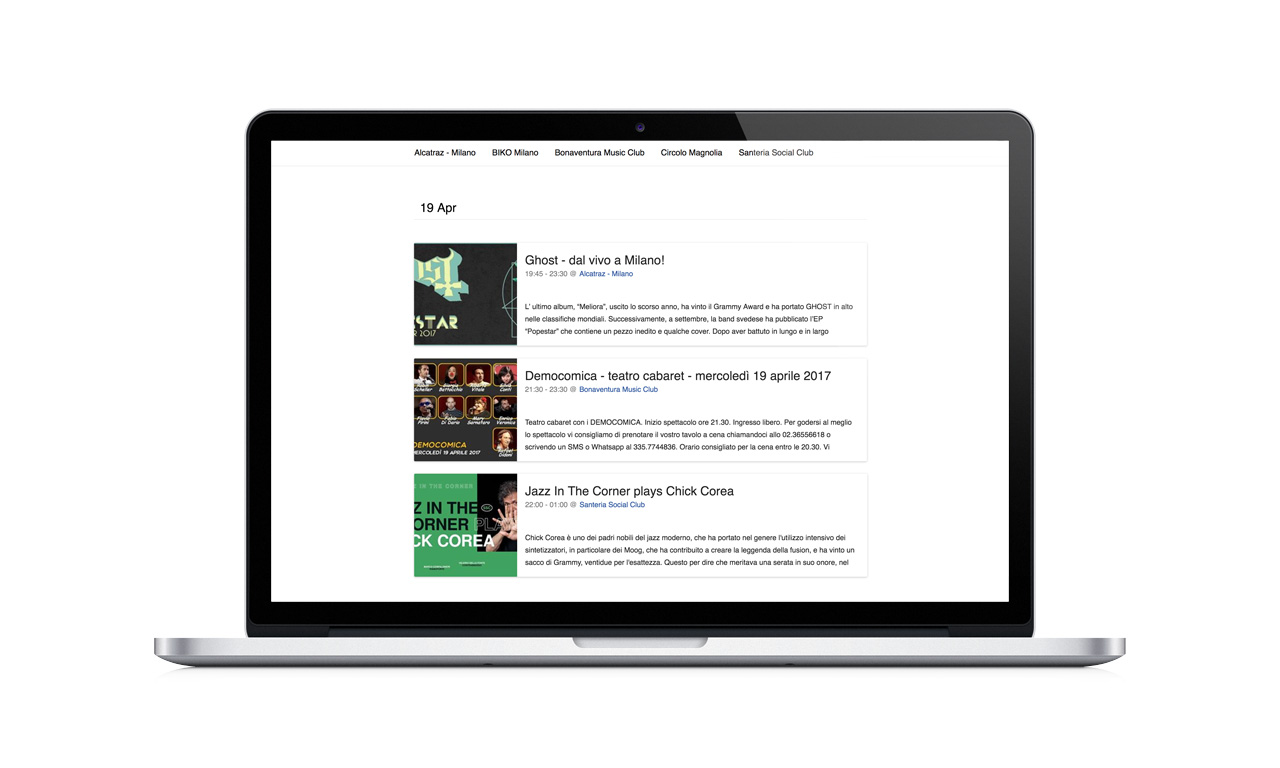 Alcatraz - Milano BIKO Milano Bonaventura Music Club Circolo Magnolia Santeria Social Club
19 Apr
STAR
2017
Ghost - dal vivo a Milano!
19:45 - 23:30 @ Alcatraz - Milano
L' ultimo album, "Meliora", uscito lo scorso anno, ha vinto il Grammy Award e ha portato GHOST in alto
nelle classifiche mondiali. Successivamente, a settembre, la band svedese ha pubblicato l'EP
"Popestar" che contiene un pezzo inedito e qualche cover. Dopo aver battuto in lungo e in largo
DEMOCOMICA
MERCOLEDÌ 19 APRILE 2017
Democomica - teatro cabaret - mercoledì 19 aprile 2017
21:30 - 23:30 @ Bonaventura Music Club
Teatro cabaret con i DEMOCOMICA. Inizio spettacolo ore 21.30. Ingresso libero. Per godersi al meglio
lo spettacolo vi consigliamo di prenotare il vostro tavolo a cena chiamandoci allo 02.36556618 o
scrivendo un SMS o Whatsapp al 335.7744836. Orario consigliato per la cena entro le 20.30. Vi
Z IN THE CORNER
Z IN THE
ORNER PLA
CK COREA
Jazz In The Corner plays Chick Corea
22:00 - 01:00 @ Santeria Social Club
Chick Corea è uno dei padri nobili del jazz moderno, che ha portato nel genere l'utilizzo intensivo dei
sintetizzatori, in particolare dei Moog, che ha contribuito a creare la leggenda della fusion, e ha vinto un
sacco di Grammy, ventidue per l'esattezza. Questo per dire che meritava una serata in suo onore, nel